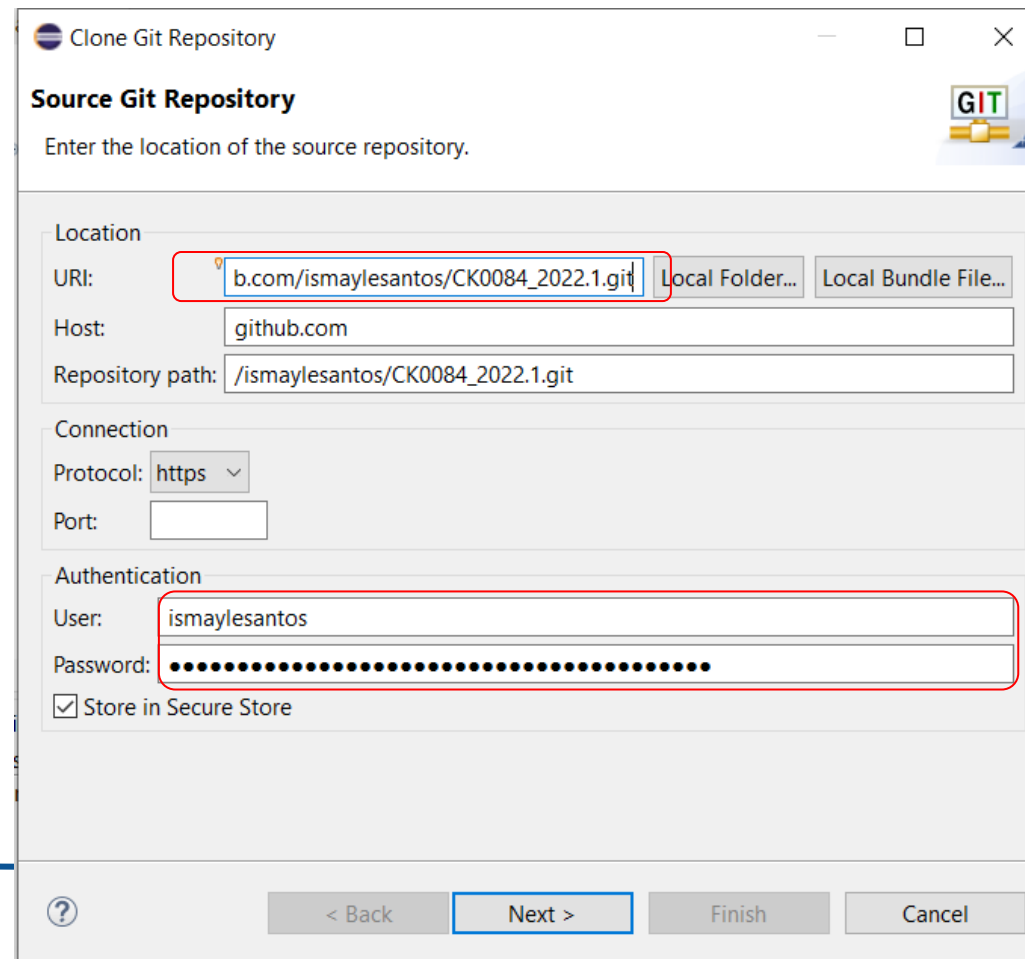 Clone Git Repository
Source Git Repository
GIT
Enter the location of the source repository.
Location
URI: b.com/ismaylesantos/CK0084_2022.1.git Local Folder... Local Bundle File...
Host: github.com
Repository path: /ismaylesantos/CK0084_2022.1.git
Connection
Protocol: https
Port:
Authentication
User: ismaylesantos
Password: ●●●●●●●●●●●●●●●●●●●●●●●●●●●●●●●●●●●●●●●●
Store in Secure Store
? < Back Next > Finish Cancel